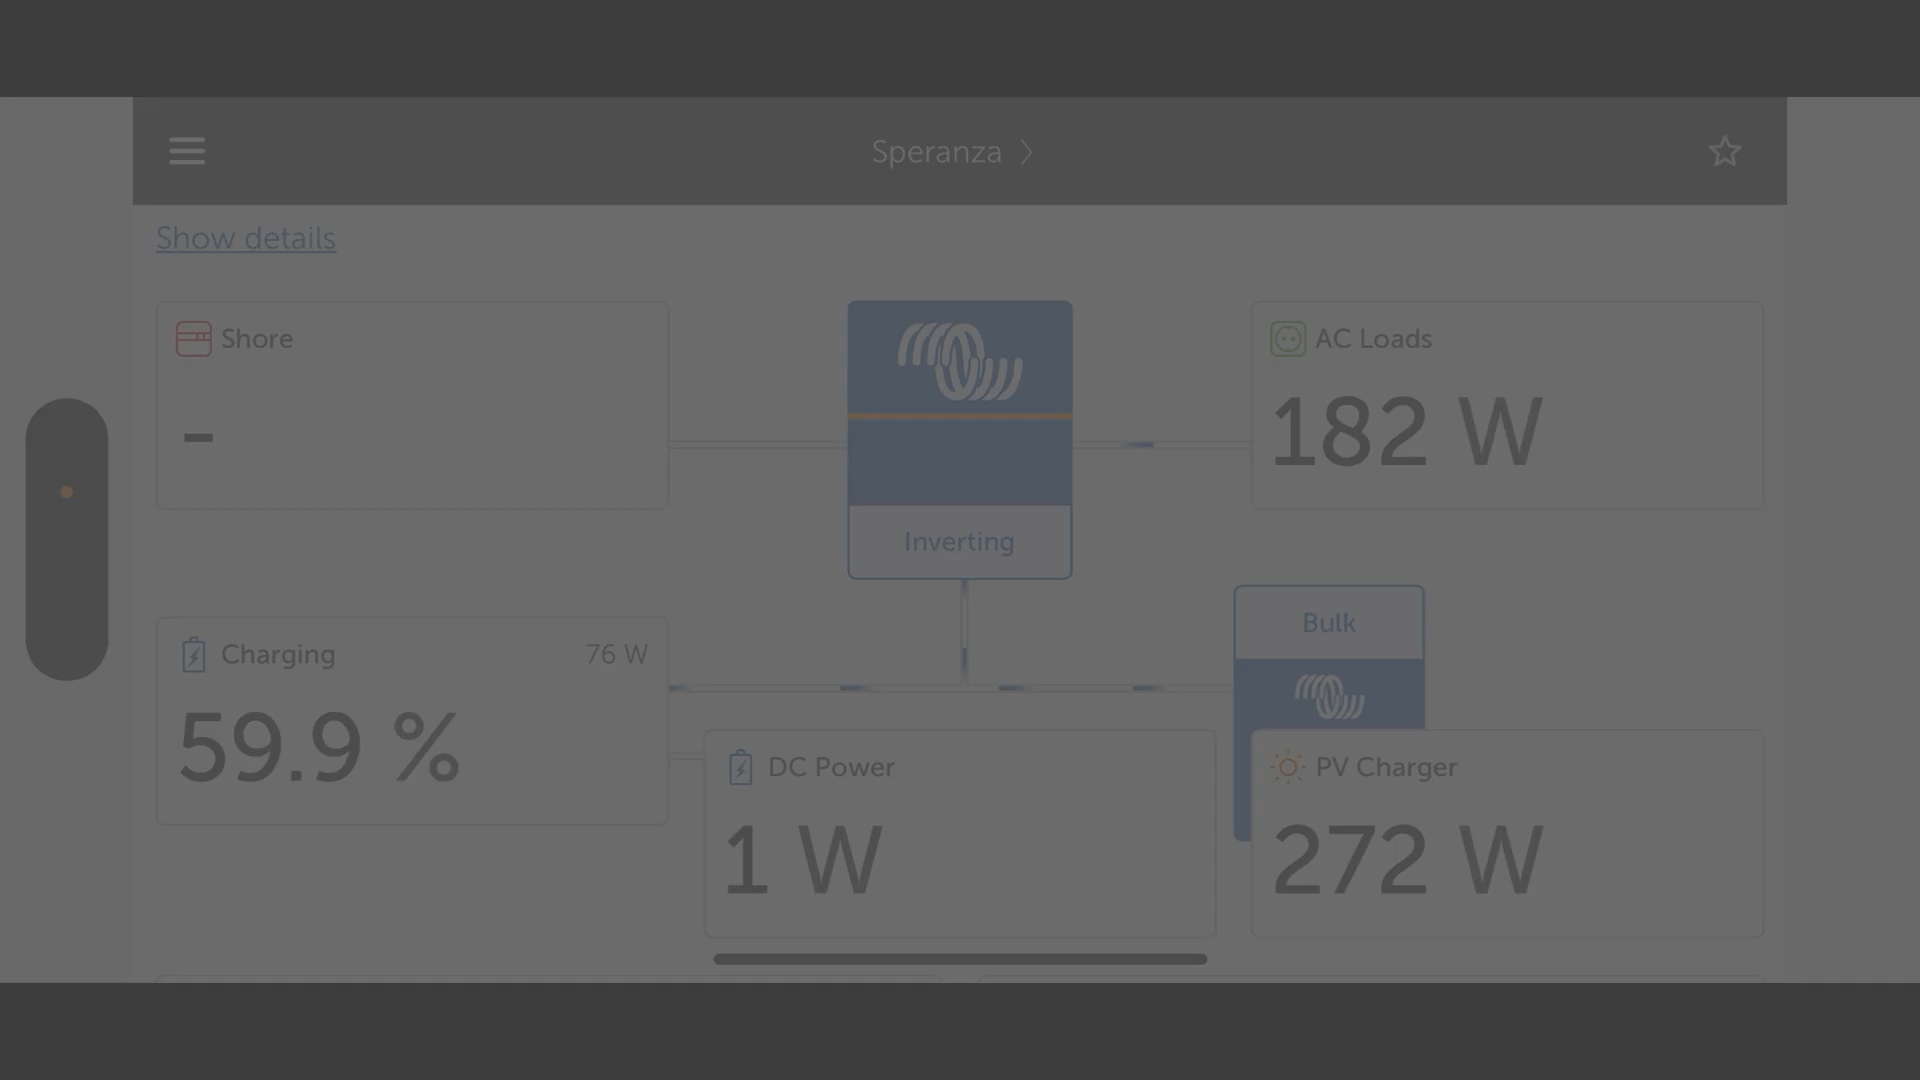 Speranza
Show details
Shore
-
Inverting
AC Loads
182 W
Charging
76 W
59.9 %
Bulk
DC Power
1 W
PV Charger
272 W